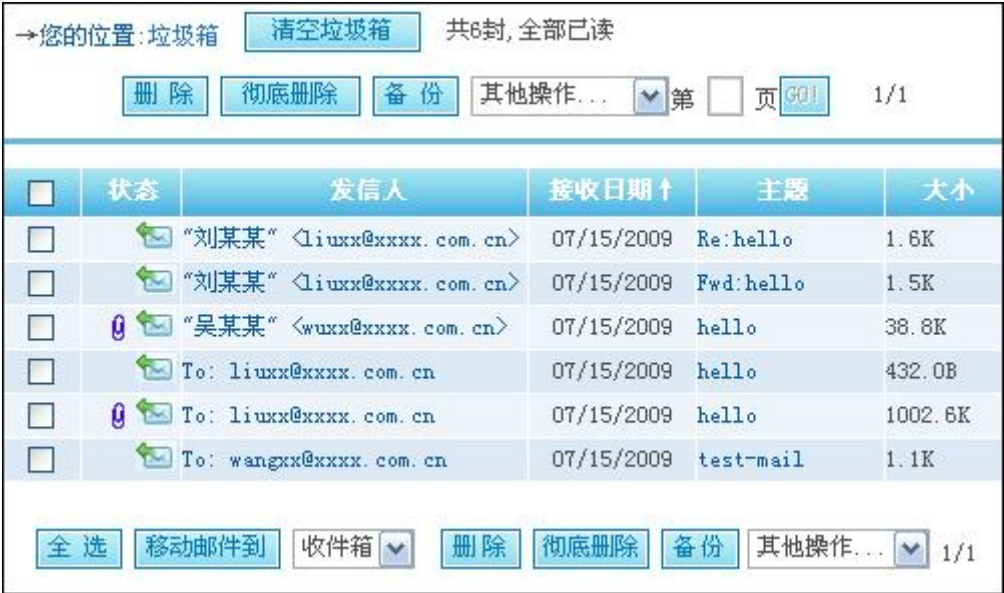 →您的位置:垃圾箱 清空垃圾箱 共6封,全部已读
删 除 彻底删除 备 份 其他操作... 第 页 GO! 1/1
状态 发信人 接收日期↑ 主题 大小
"刘某某" <liuxx@xxxx.com.cn> 07/15/2009 Re:hello 1.6K
"刘某某" <liuxx@xxxx.com.cn> 07/15/2009 Fwd:hello 1.5K
"吴某某" <wuxx@xxxx.com.cn> 07/15/2009 hello 38.8K
To: liuxx@xxxx.com.cn 07/15/2009 hello 432.0B
To: liuxx@xxxx.com.cn 07/15/2009 hello 1002.6K
To: wangxx@xxxx.com.cn 07/15/2009 test-mail 1.1K
全 选 移动邮件到 收件箱 删 除 彻底删除 备 份 其他操作... 1/1